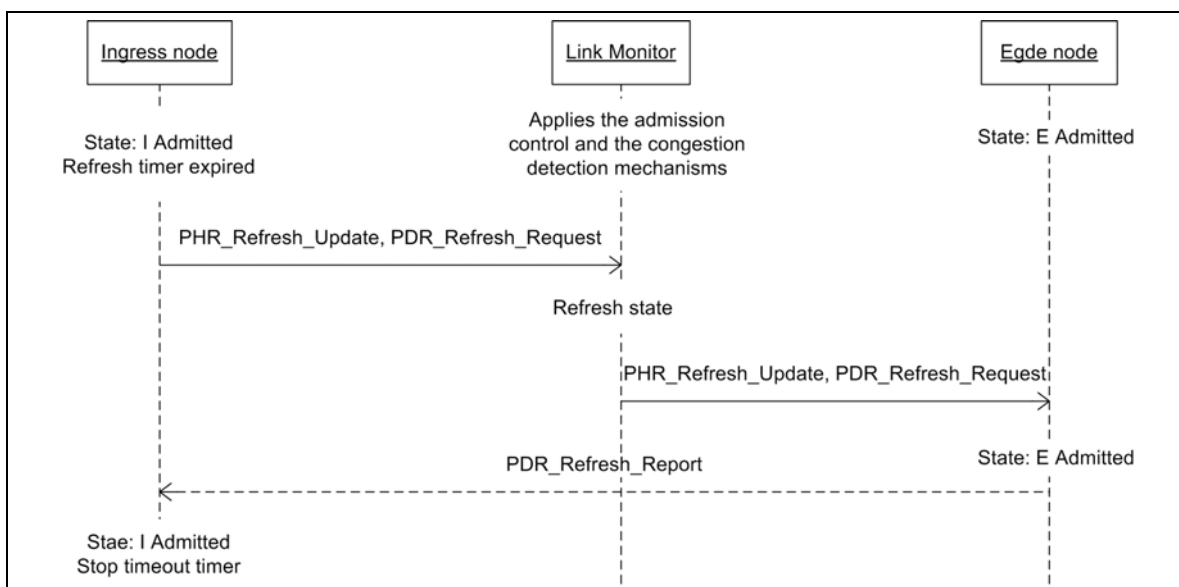 Ingress node
Link Monitor
Egde node
State: I Admitted
Refresh timer expired
Applies the admission
control and the congestion
detection mechanisms
State: E Admitted
PHR_Refresh_Update, PDR_Refresh_Request
Refresh state
PHR_Refresh_Update, PDR_Refresh_Request
PDR_Refresh_Report
State: E Admitted
Stae: I Admitted
Stop timeout timer